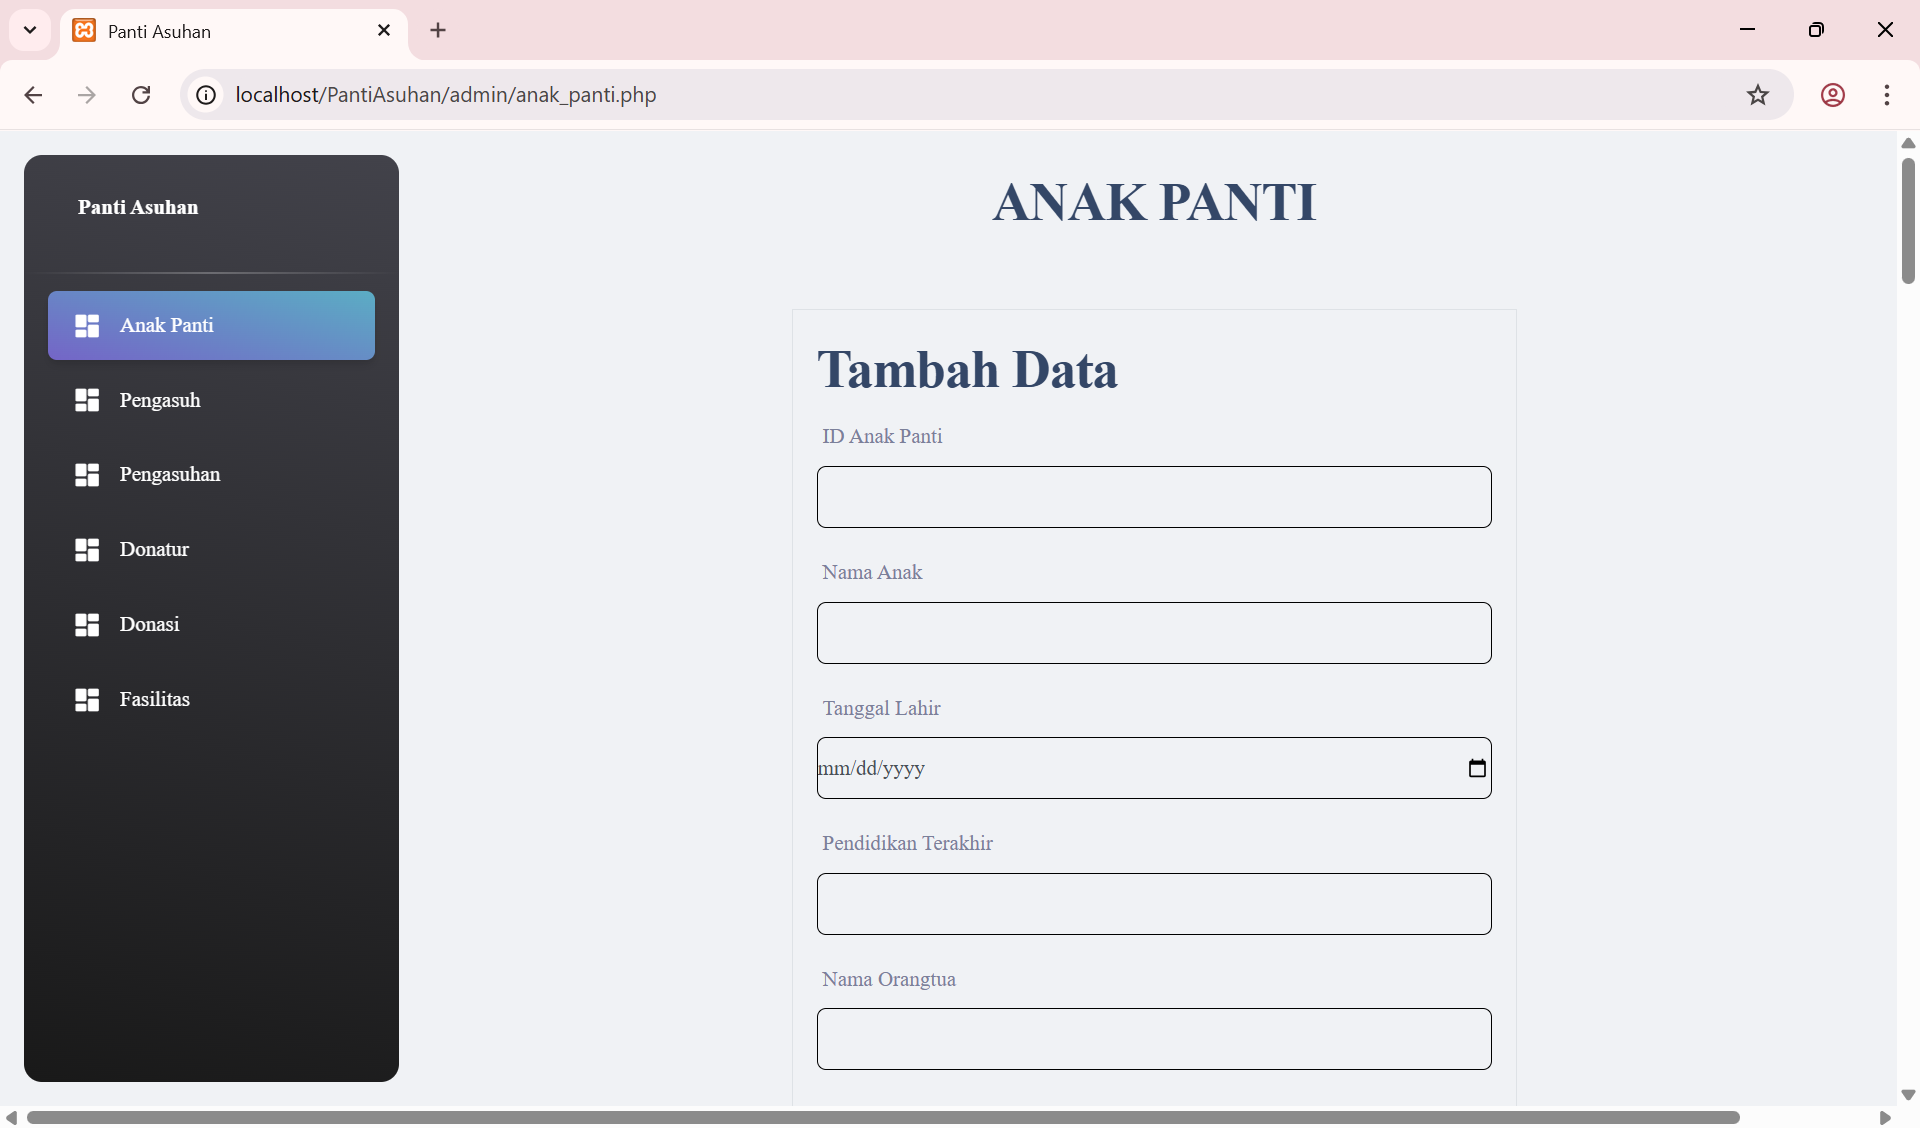 Panti Asuhan
localhost/PantiAsuhan/admin/anak_panti.php
Panti Asuhan
Anak Panti
Pengasuh
Pengasuhan
Donatur
Donasi
Fasilitas
ANAK PANTI
Tambah Data
ID Anak Panti
Nama Anak
Tanggal Lahir
mm/dd/yyyy
Pendidikan Terakhir
Nama Orangtua